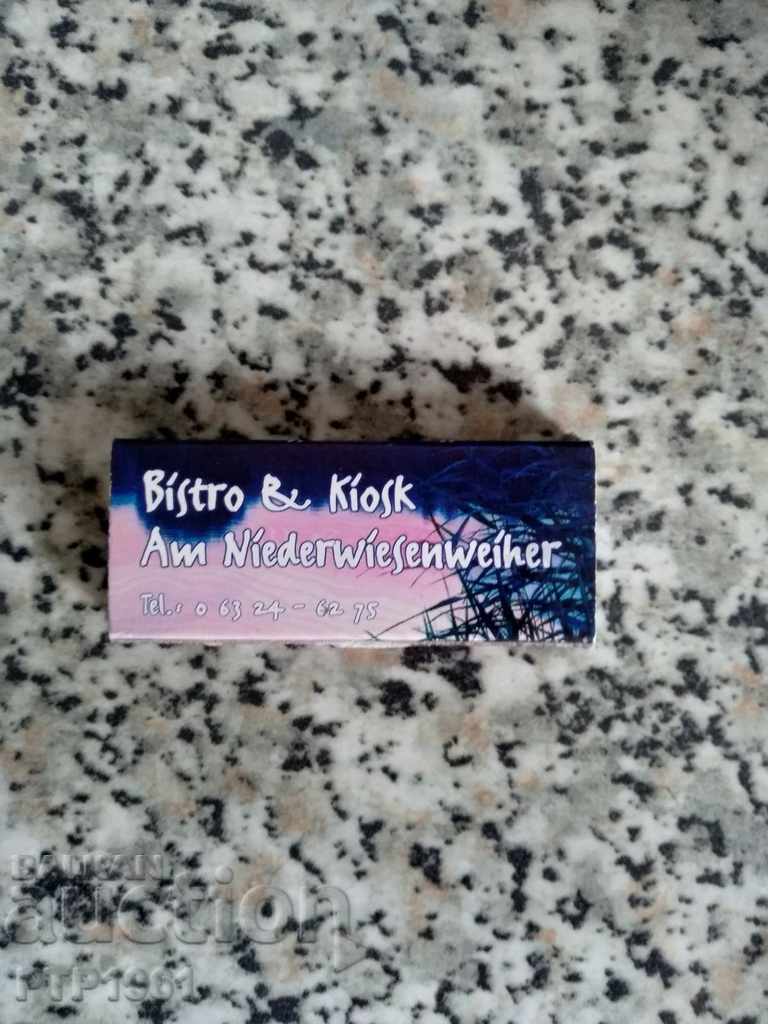 Bistro & Kiosk
Am Niederwiesenweiher
Tel.: 0 63 24 - 62 75
BALKAN
auction
PTP1961